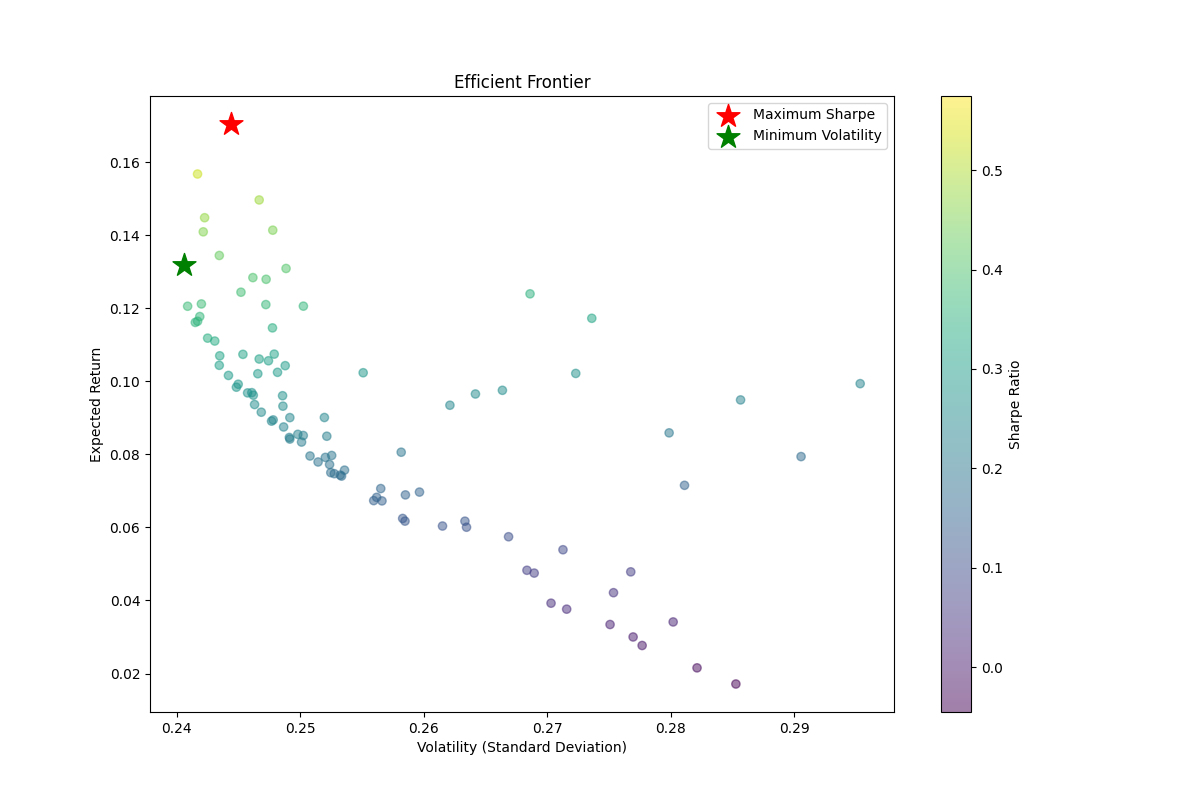 Efficient Frontier
Maximum Sharpe
Minimum Volatility
Expected Return
0.16
0.14
0.12
0.10
0.08
0.06
0.04
0.02
0.24 0.25 0.26 0.27 0.28 0.29
Volatility (Standard Deviation)
0.5
0.4
0.3
0.2
0.1
0.0
Sharpe Ratio